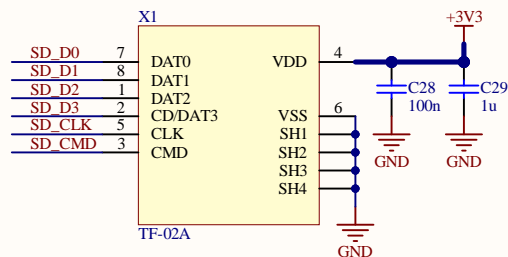 X1
+3V3
SD_D0 7 DAT0 VDD 4
SD_D1 8 DAT1
SD_D2 1 DAT2
SD_D3 2 CD/DAT3 VSS 6
SD_CLK 5 CLK SH1
SD_CMD 3 CMD SH2
SH3
SH4
C28
100n
C29
1u
GND
GND
TF-02A
GND